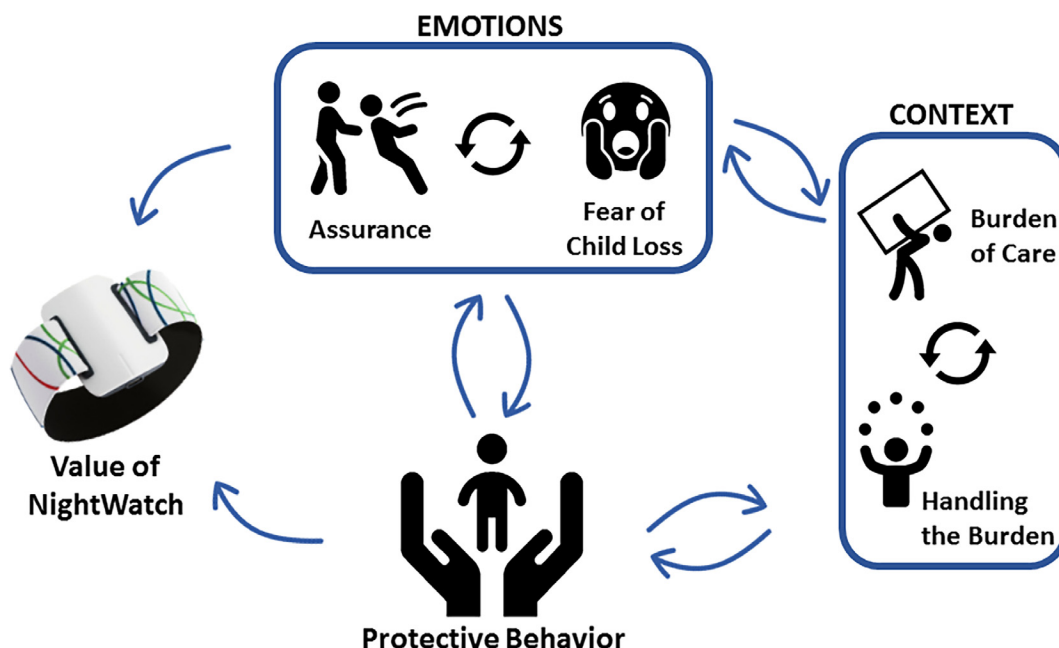 EMOTIONS
Assurance
Fear of
Child Loss
CONTEXT
Burden
of Care
Handling
the Burden
Value of
NightWatch
Protective Behavior